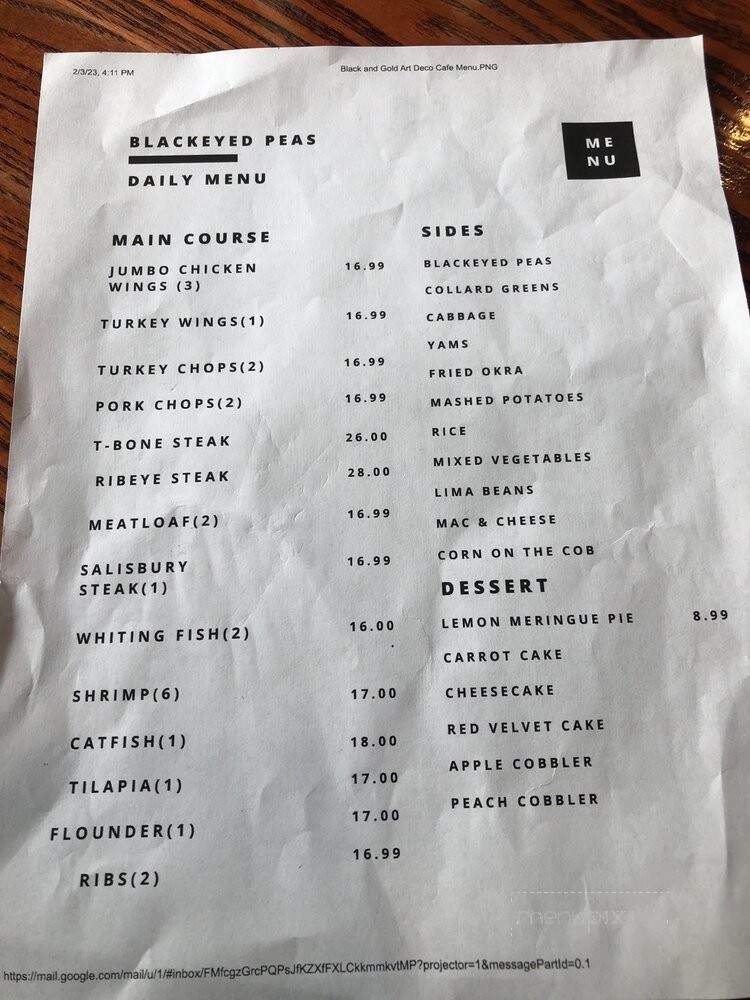 2/3/23, 4:11 PM
Black and Gold Art Deco Cafe Menu.PNG
BLACKEYED PEAS
DAILY MENU
ME
NU
MAIN COURSE
JUMBO CHICKEN 16.99
WINGS (3)
TURKEY WINGS(1) 16.99
TURKEY CHOPS(2) 16.99
PORK CHOPS(2) 16.99
T-BONE STEAK 26.00
RIBEYE STEAK 28.00
MEATLOAF(2) 16.99
SALISBURY 16.99
STEAK(1)
WHITING FISH(2) 16.00
SHRIMP(6) 17.00
CATFISH(1) 18.00
TILAPIA(1) 17.00
FLOUNDER(1) 17.00
RIBS(2) 16.99
SIDES
BLACKEYED PEAS
COLLARD GREENS
CABBAGE
YAMS
FRIED OKRA
MASHED POTATOES
RICE
MIXED VEGETABLES
LIMA BEANS
MAC & CHEESE
CORN ON THE COB
DESSERT
LEMON MERINGUE PIE 8.99
CARROT CAKE
CHEESECAKE
RED VELVET CAKE
APPLE COBBLER
PEACH COBBLER
https://mail.google.com/mail/u/1/#inbox/FMfcgzGrcPQPsJfKZXfFXLCkkmmkvtMP?projector=1&messagePartId=0.1